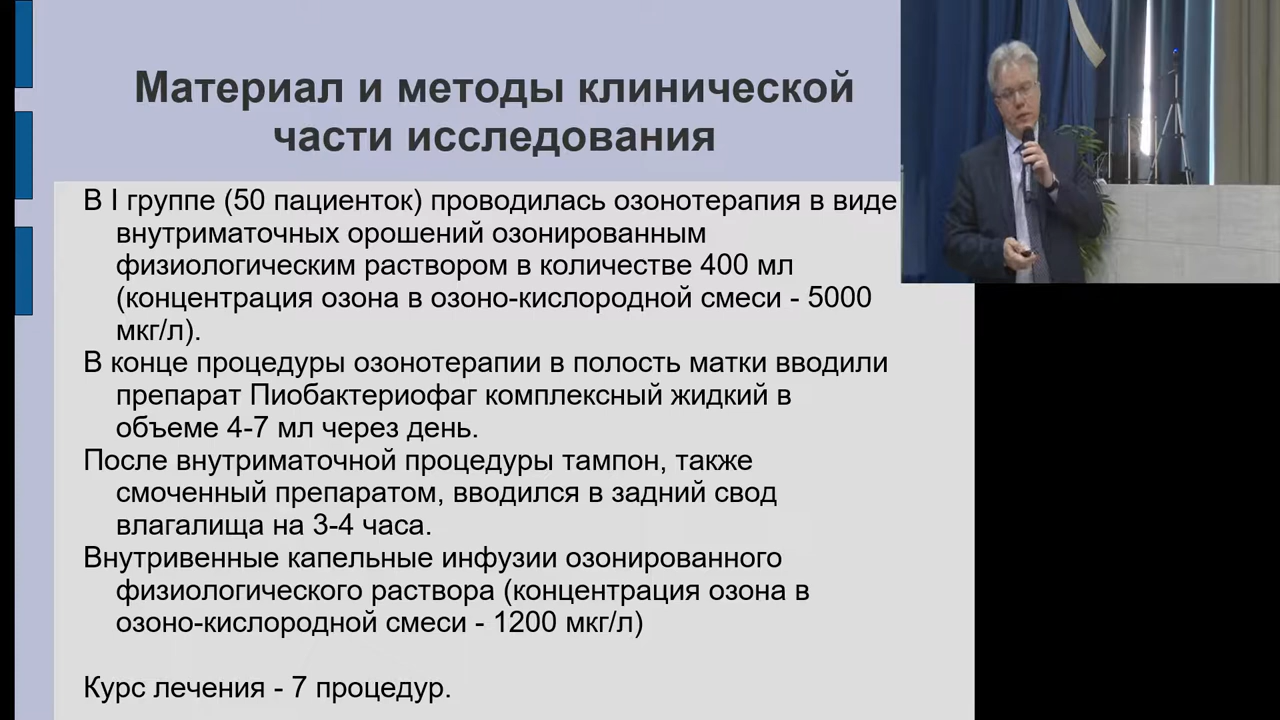 Материал и методы клинической
части исследования
В I группе (50 пациенток) проводилась озонотерапия в виде
внутриматочных орошений озонированным
физиологическим раствором в количестве 400 мл
(концентрация озона в озоно-кислородной смеси - 5000
мкг/л).
В конце процедуры озонотерапии в полость матки вводили
препарат Пиобактериофаг комплексный жидкий в
объеме 4-7 мл через день.
После внутриматочной процедуры тампон, также
смоченный препаратом, вводился в задний свод
влагалища на 3-4 часа.
Внутривенные капельные инфузии озонированного
физиологического раствора (концентрация озона в
озоно-кислородной смеси - 1200 мкг/л)
Курс лечения - 7 процедур.